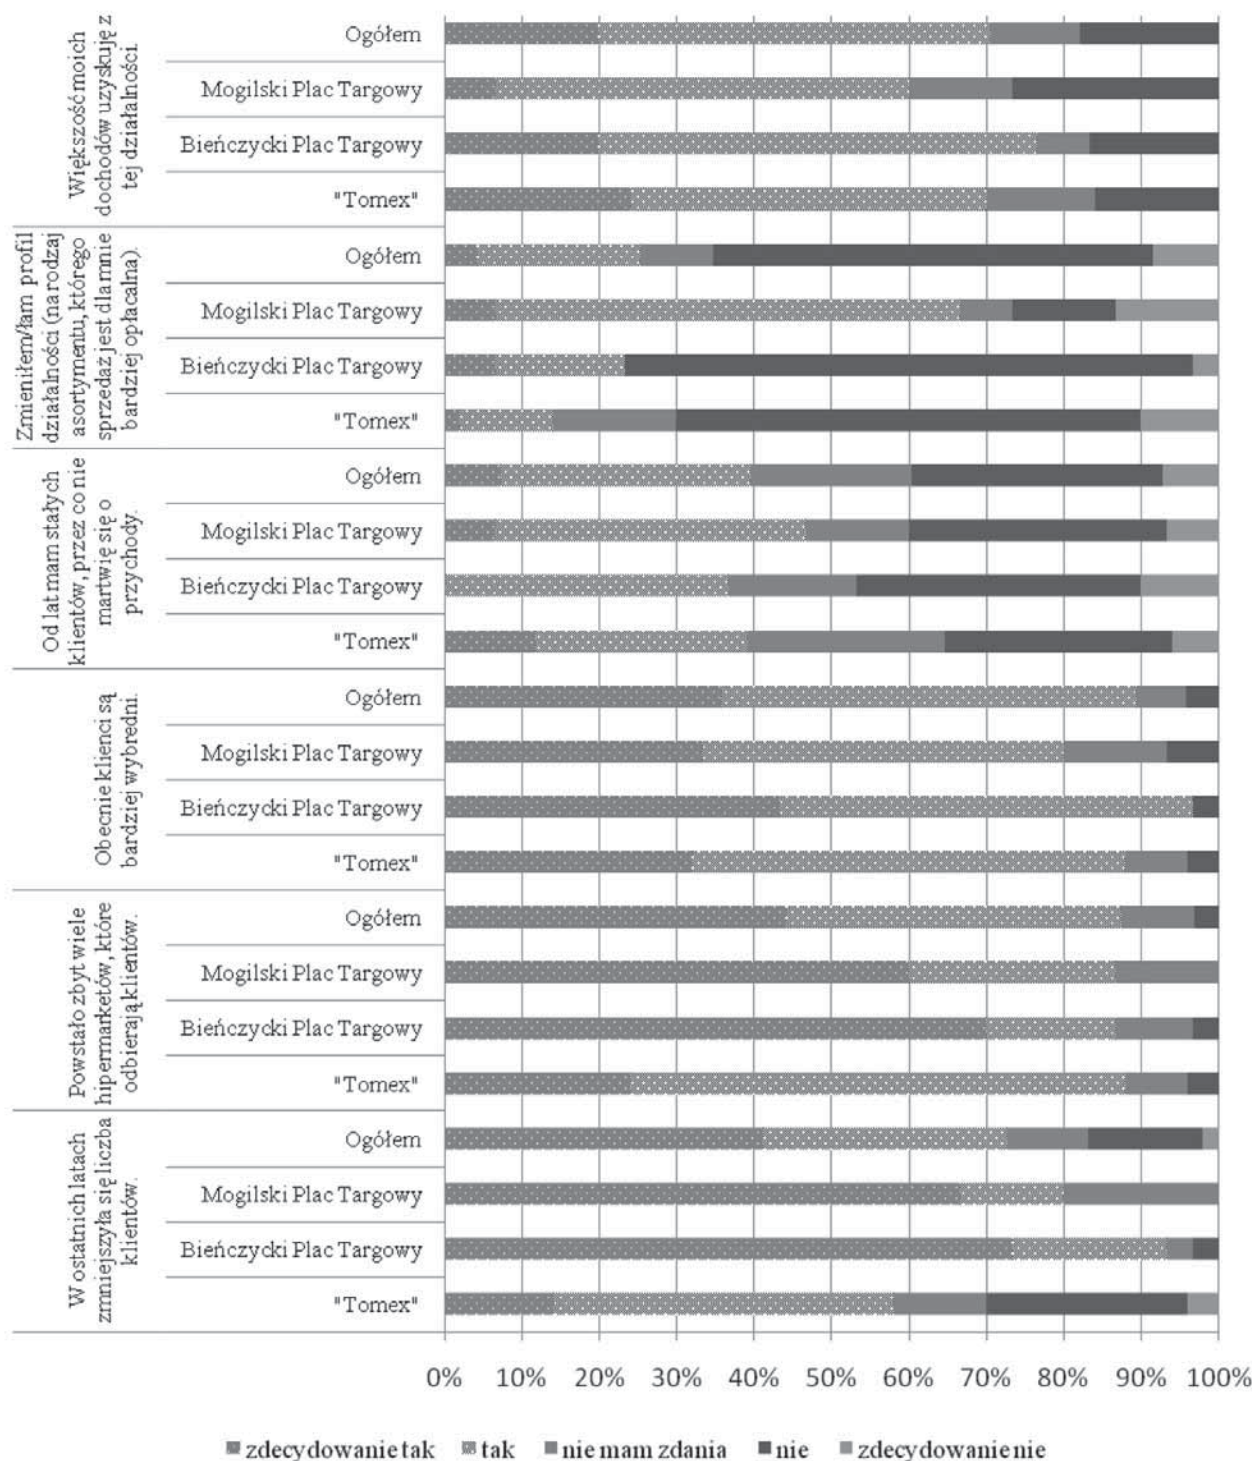 Większość moich
dochodów uzyskuję z
tej działalności.
Ogółem
Mogilski Plac Targowy
Bieńczycki Plac Targowy
"Tomex"
Zmieniłem/łam profil
działalności (na rodzaj
asortymentu, którego
sprzedaż jest dla mnie
bardziej opłacalna).
Ogółem
Mogilski Plac Targowy
Bieńczycki Plac Targowy
"Tomex"
Od lat mam stałych
klientów, przez co nie
martwię się o
przychody.
Ogółem
Mogilski Plac Targowy
Bieńczycki Plac Targowy
"Tomex"
Obecnie klienci są
bardziej wybredni.
Ogółem
Mogilski Plac Targowy
Bieńczycki Plac Targowy
"Tomex"
Powstało zbyt wiele
hipermarketów, które
odbierają klientów.
Ogółem
Mogilski Plac Targowy
Bieńczycki Plac Targowy
"Tomex"
W ostatnich latach
zmniejszyła się liczba
klientów.
Ogółem
Mogilski Plac Targowy
Bieńczycki Plac Targowy
"Tomex"
0% 10% 20% 30% 40% 50% 60% 70% 80% 90% 100%
zdecydowanie tak tak nie mam zdania nie zdecydowanie nie